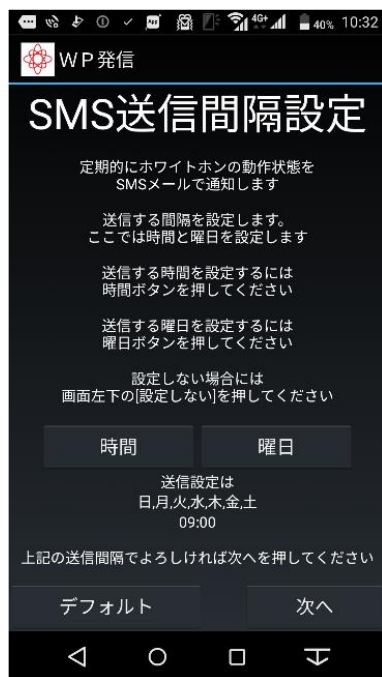 4G+ 40% 10:32
WP発信
SMS送信間隔設定
定期的にホワイトホンの動作状態を
SMSメールで通知します
送信する間隔を設定します。
ここでは時間と曜日を設定します
送信する時間を設定するには
時間ボタンを押してください
送信する曜日を設定するには
曜日ボタンを押してください
設定しない場合には
画面左下の[設定しない]を押してください
時間 曜日
送信設定は
日,月,火,水,木,金,土
09:00
上記の送信間隔でよろしければ次へを押してください
デフォルト 次へ